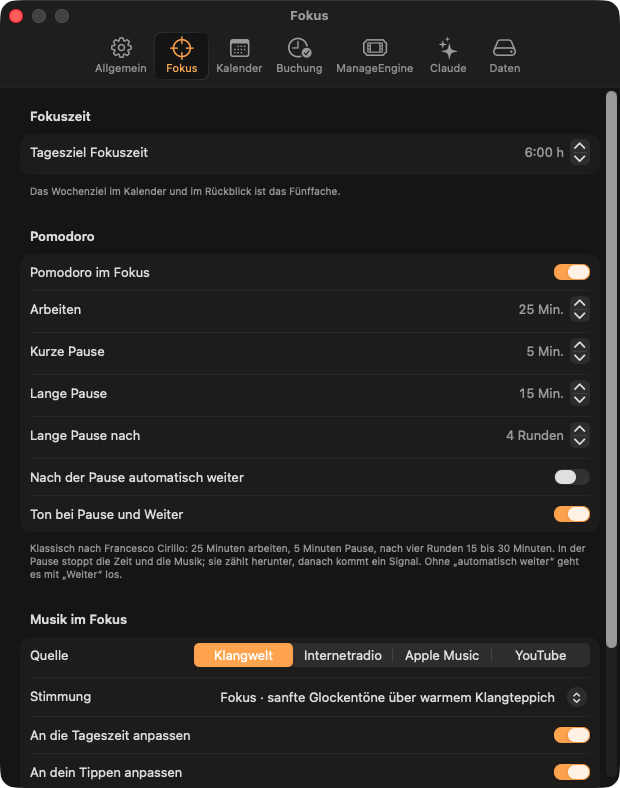 Fokus
Allgemein Fokus Kalender Buchung ManageEngine Claude Daten
Fokuszeit
Tagesziel Fokuszeit 6:00 h
Das Wochenziel im Kalender und im Rückblick ist das Fünffache.
Pomodoro
Pomodoro im Fokus
Arbeiten 25 Min.
Kurze Pause 5 Min.
Lange Pause 15 Min.
Lange Pause nach 4 Runden
Nach der Pause automatisch weiter
Ton bei Pause und Weiter
Klassisch nach Francesco Cirillo: 25 Minuten arbeiten, 5 Minuten Pause, nach vier Runden 15 bis 30 Minuten. In der
Pause stoppt die Zeit und die Musik; sie zählt herunter, danach kommt ein Signal. Ohne „automatisch weiter“ geht
es mit „Weiter“ los.
Musik im Fokus
Quelle Klangwelt Internetradio Apple Music YouTube
Stimmung Fokus · sanfte Glockentöne über warmem Klangteppich
An die Tageszeit anpassen
An dein Tippen anpassen